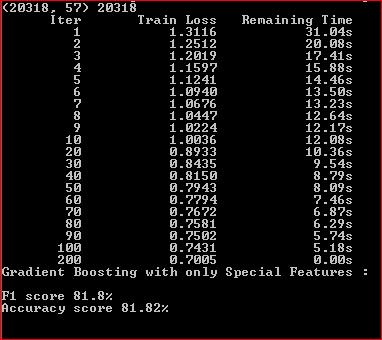 (20318, 57) 20318
Iter Train Loss Remaining Time
1 1.3116 31.04s
2 1.2512 20.08s
3 1.2019 17.41s
4 1.1597 15.88s
5 1.1241 14.46s
6 1.0940 13.50s
7 1.0676 13.23s
8 1.0447 12.64s
9 1.0224 12.17s
10 1.0036 12.08s
20 0.8933 10.36s
30 0.8435 9.54s
40 0.8150 8.79s
50 0.7943 8.09s
60 0.7794 7.46s
70 0.7672 6.87s
80 0.7581 6.29s
90 0.7502 5.74s
100 0.7431 5.18s
200 0.7005 0.00s
Gradient Boosting with only Special Features :
F1 score 81.8%
Accuracy score 81.82%